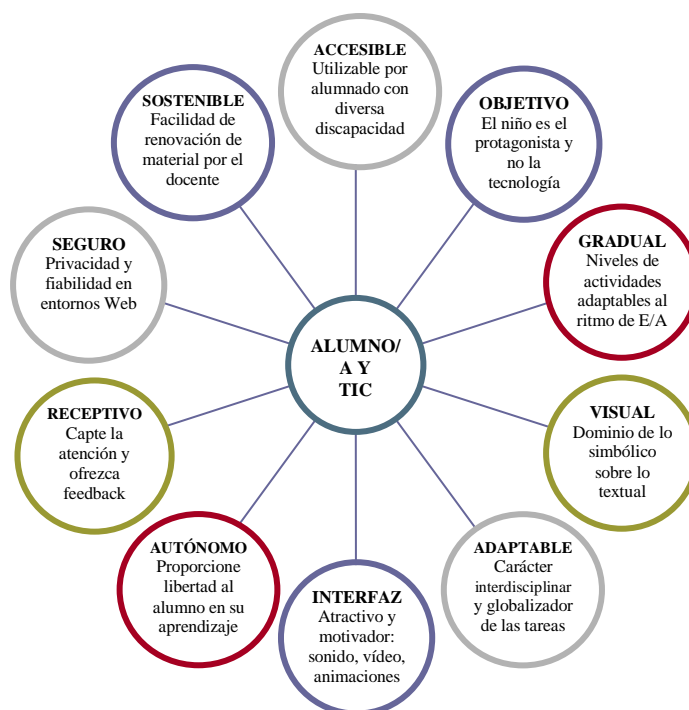 ACCESIBLE
Utilizable por
alumnado con
diversa
discapacidad
OBJETIVO
El niño es el
protagonista y
no la
tecnología
GRADUAL
Niveles de
actividades
adaptables al
ritmo de E/A
VISUAL
Dominio de lo
simbólico
sobre lo
textual
ADAPTABLE
Carácter
interdisciplinar
y globalizador
de las tareas
INTERFAZ
Atractivo y
motivador:
sonido, vídeo,
animaciones
AUTÓNOMO
Proporcione
libertad al
alumno en su
aprendizaje
RECEPTIVO
Capte la
atención y
ofrezca
feedback
SEGURO
Privacidad y
fiabilidad en
entornos Web
SOSTENIBLE
Facilidad de
renovación de
material por el
docente
ALUMNO/
A Y
TIC